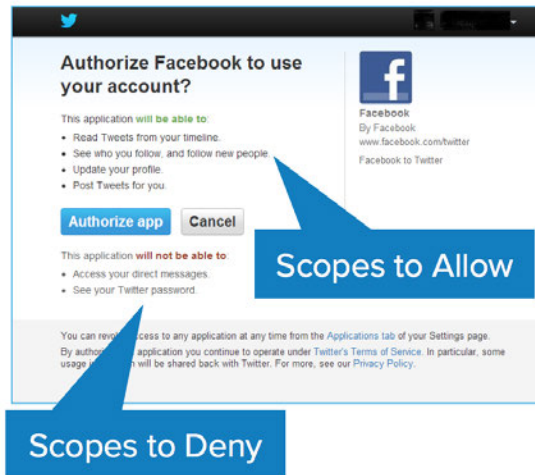 Authorize Facebook to use
your account?
This application will be able to:
• Read Tweets from your timeline.
• See who you follow, and follow new people.
• Update your profile.
• Post Tweets for you.
Authorize app
Cancel
This application will not be able to:
• Access your direct messages.
• See your Twitter password.
Facebook
By Facebook
www.facebook.com/twitter
Facebook to Twitter
Scopes to Allow
You can access to any application at any time from the Applications tab of your Settings page.
By application you continue to operate under Twitter's Terms of Service. In particular, some
usage will be shared back with Twitter. For more, see our Privacy Policy.
Scopes to Deny